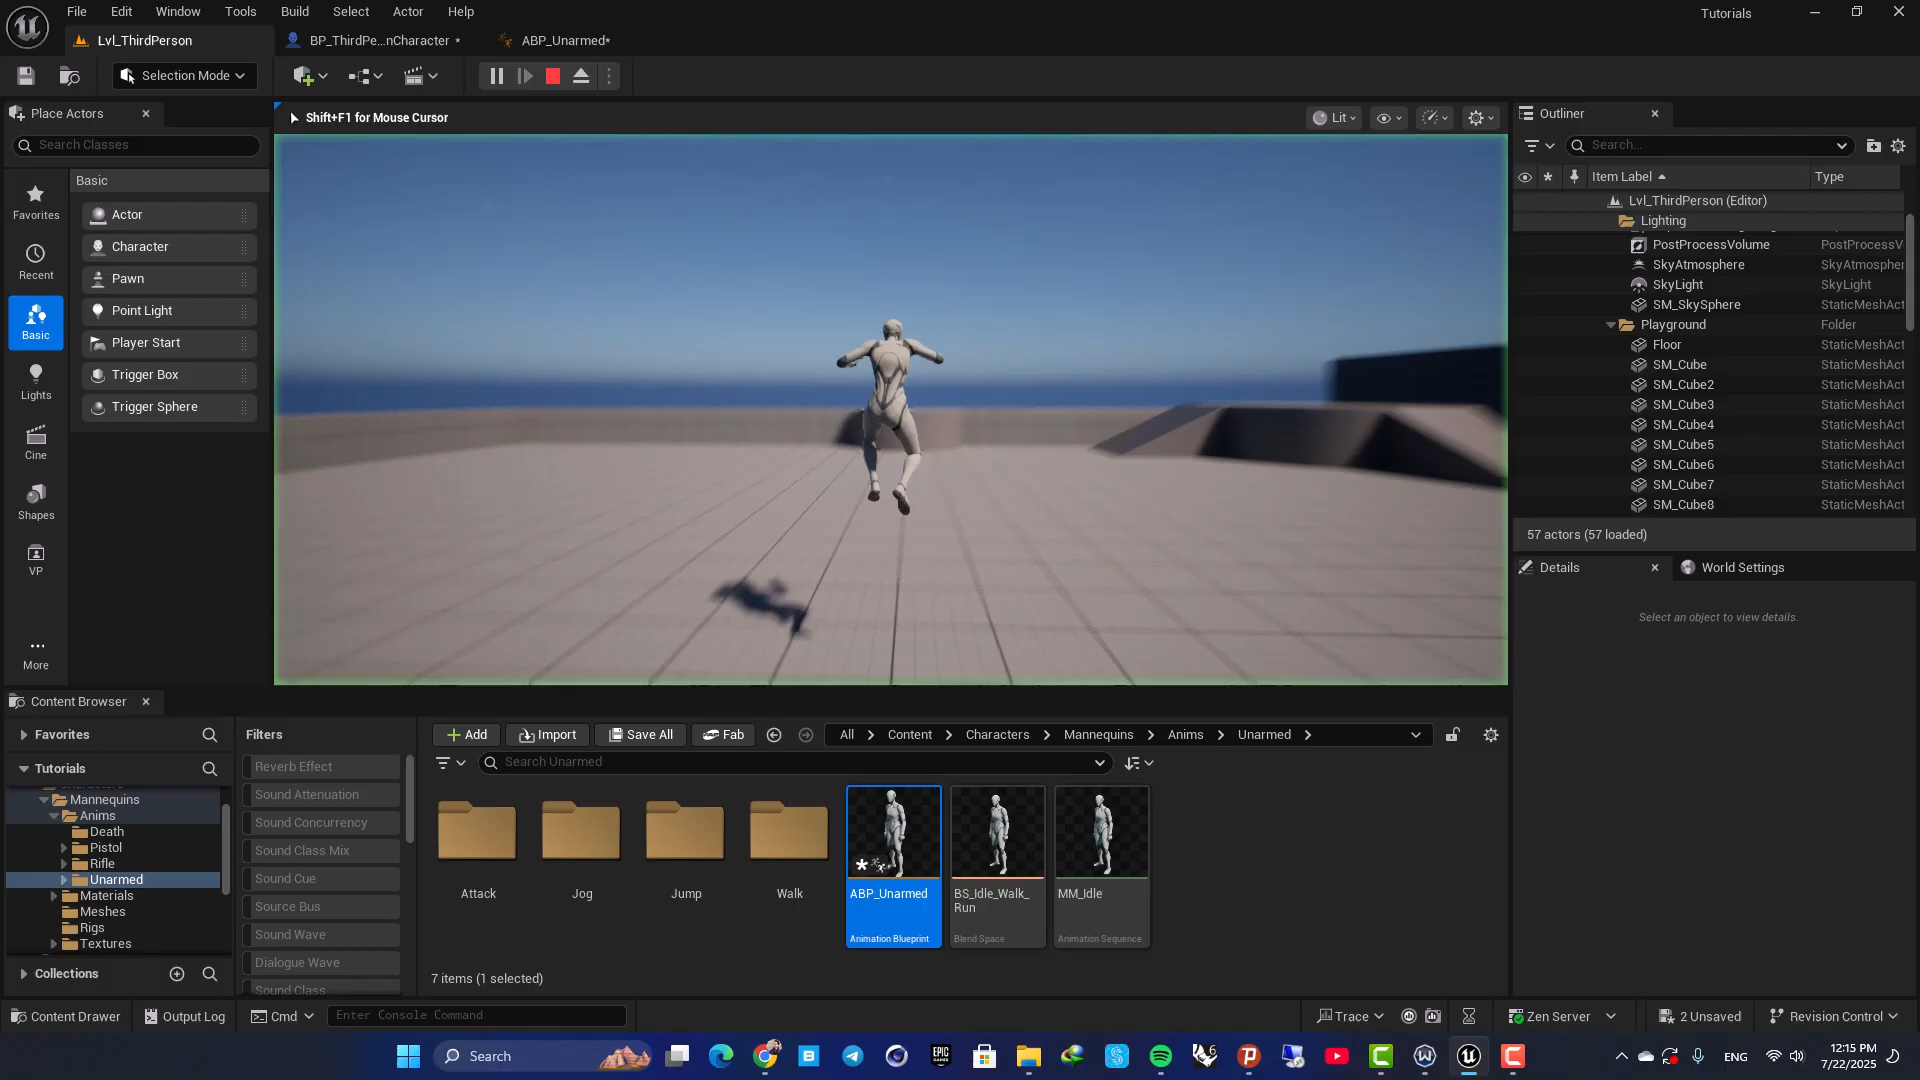 File Edit Window Tools Build Select Actor Help
Tutorials
Lvl_ThirdPerson
BP_ThirdPe...nCharacter *
ABP_Unarmed*
Selection Mode
Place Actors
Search Classes
Favorites
Recent
Basic
Lights
Cine
Shapes
VP
More
Basic
Actor
Character
Pawn
Point Light
Player Start
Trigger Box
Trigger Sphere
Shift+F1 for Mouse Cursor
Lit
Outliner
Search...
Item Label Type
Lvl_ThirdPerson (Editor)
Lighting
PostProcessVolume PostProcessV
SkyAtmosphere SkyAtmospher
SkyLight SkyLight
SM_SkySphere StaticMeshAct
Playground Folder
Floor StaticMeshAct
SM_Cube StaticMeshAct
SM_Cube2 StaticMeshAct
SM_Cube3 StaticMeshAct
SM_Cube4 StaticMeshAct
SM_Cube5 StaticMeshAct
SM_Cube6 StaticMeshAct
SM_Cube7 StaticMeshAct
SM_Cube8 StaticMeshAct
57 actors (57 loaded)
Details
World Settings
Select an object to view details.
Content Browser
Favorites
Tutorials
Mannequins
Anims
Death
Pistol
Rifle
Unarmed
Materials
Meshes
Rigs
Textures
Collections
Filters
Reverb Effect
Sound Attenuation
Sound Concurrency
Sound Class Mix
Sound Cue
Source Bus
Sound Wave
Dialogue Wave
Sound Class
Add
Import
Save All
Fab
All > Content > Characters > Mannequins > Anims > Unarmed >
Search Unarmed
Attack
Jog
Jump
Walk
ABP_Unarmed
Animation Blueprint
BS_Idle_Walk_
Run
Blend Space
MM_Idle
Animation Sequence
7 items (1 selected)
Content Drawer
Output Log
Cmd
Enter Console Command
Trace
Zen Server
2 Unsaved
Revision Control
Search
EPIC
GAMES
6
ENG
12:15 PM
7/22/2025